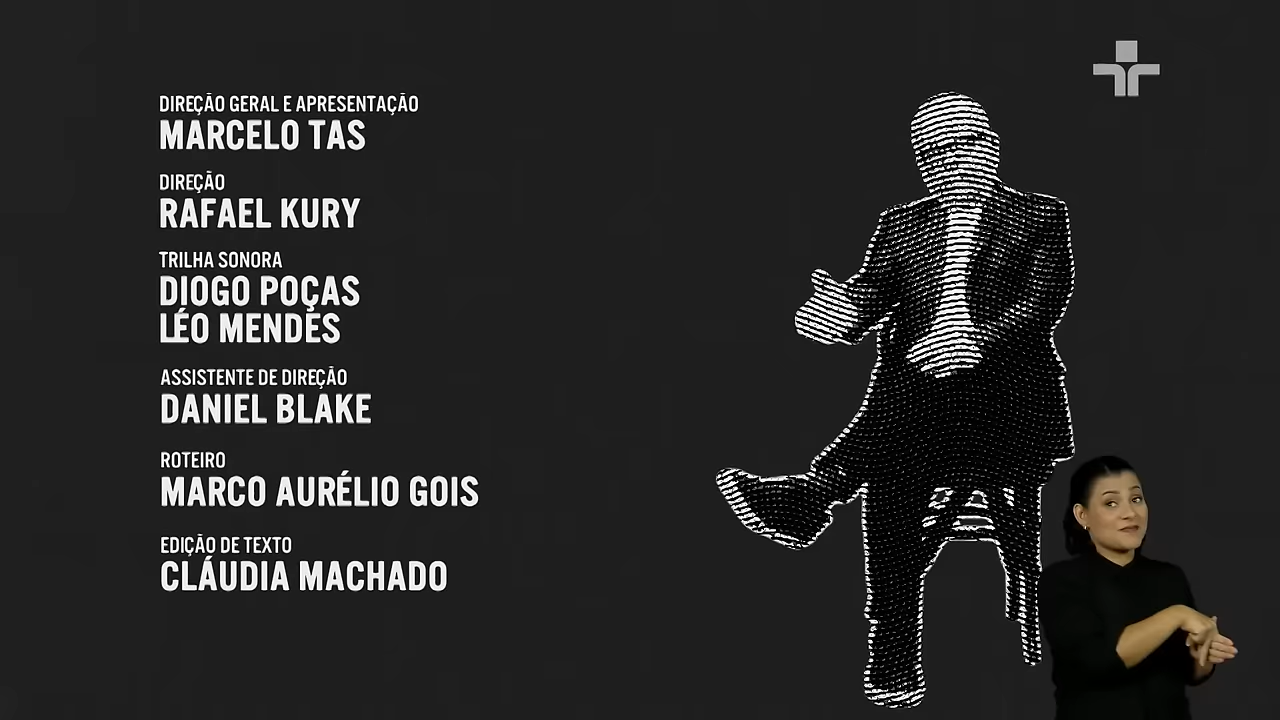 DIREÇÃO GERAL E APRESENTAÇÃO
MARCELO TAS
DIREÇÃO
RAFAEL KURY
TRILHA SONORA
DIOGO POÇAS
LÉO MENDES
ASSISTENTE DE DIREÇÃO
DANIEL BLAKE
ROTEIRO
MARCO AURÉLIO GOIS
EDIÇÃO DE TEXTO
CLÁUDIA MACHADO